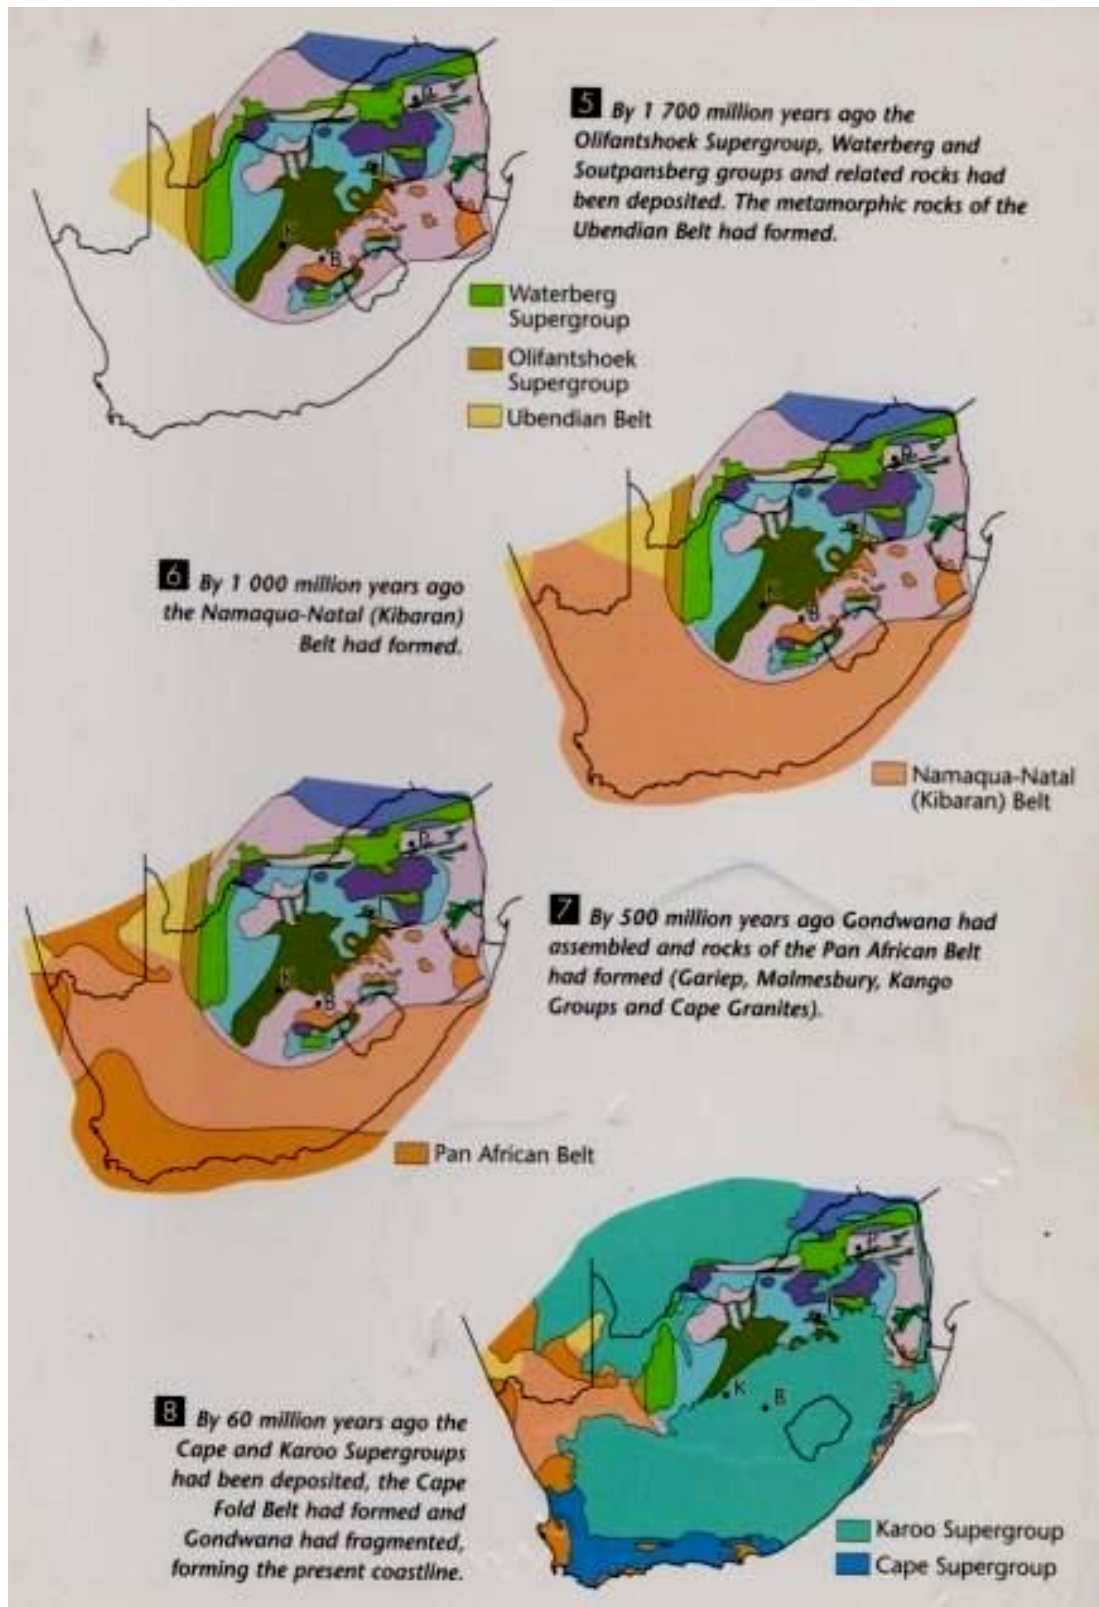 5 By 1 700 million years ago the
Olifantshoek Supergroup, Waterberg and
Soutpansberg groups and related rocks had
been deposited. The metamorphic rocks of the
Ubendian Belt had formed.
K
B
Waterberg
Supergroup
Olifantshoek
Supergroup
Ubendian Belt
6 By 1 000 million years ago
the Namaqua-Natal (Kibaran)
Belt had formed.
K
B
Namaqua-Natal
(Kibaran) Belt
7 By 500 million years ago Gondwana had
assembled and rocks of the Pan African Belt
had formed (Gariep, Malmesbury, Kango
Groups and Cape Granites).
K
B
Pan African Belt
K
B
8 By 60 million years ago the
Cape and Karoo Supergroups
had been deposited, the Cape
Fold Belt had formed and
Gondwana had fragmented,
forming the present coastline.
Karoo Supergroup
Cape Supergroup